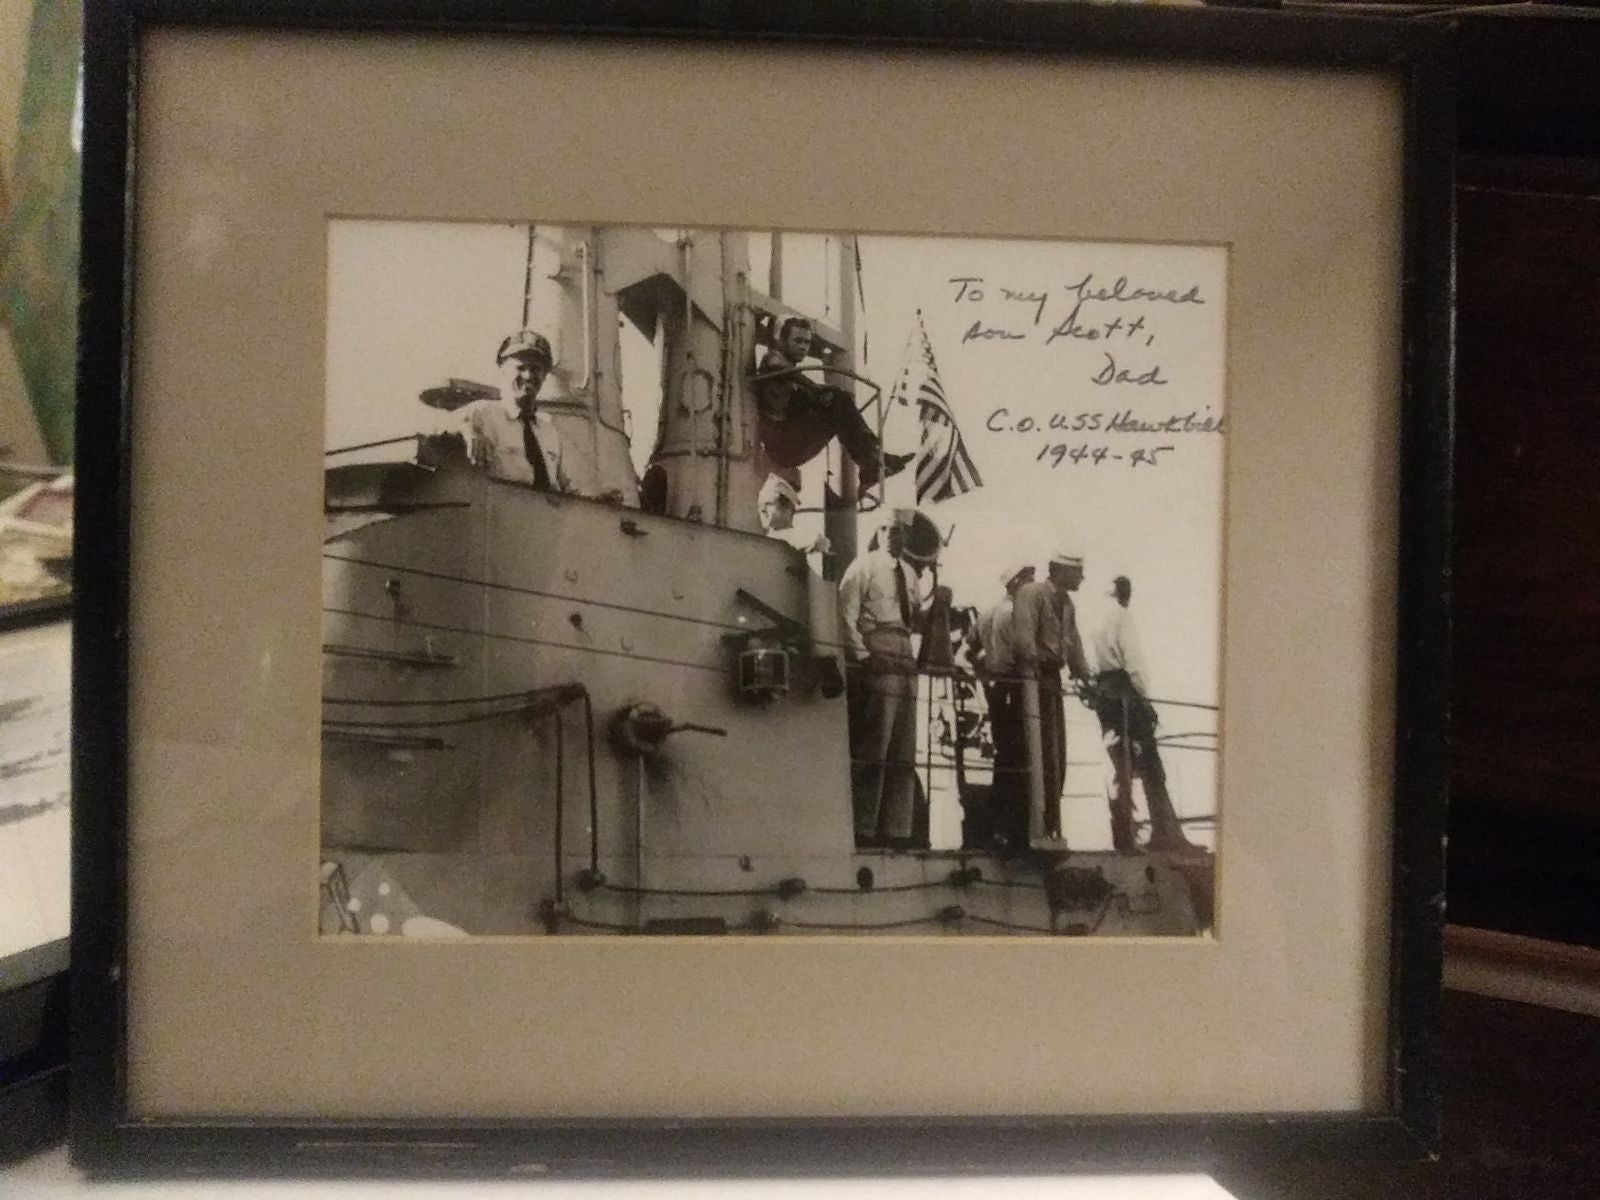 To my beloved
son Scott,
Dad
C.O. USS Hawkbill
1944-45